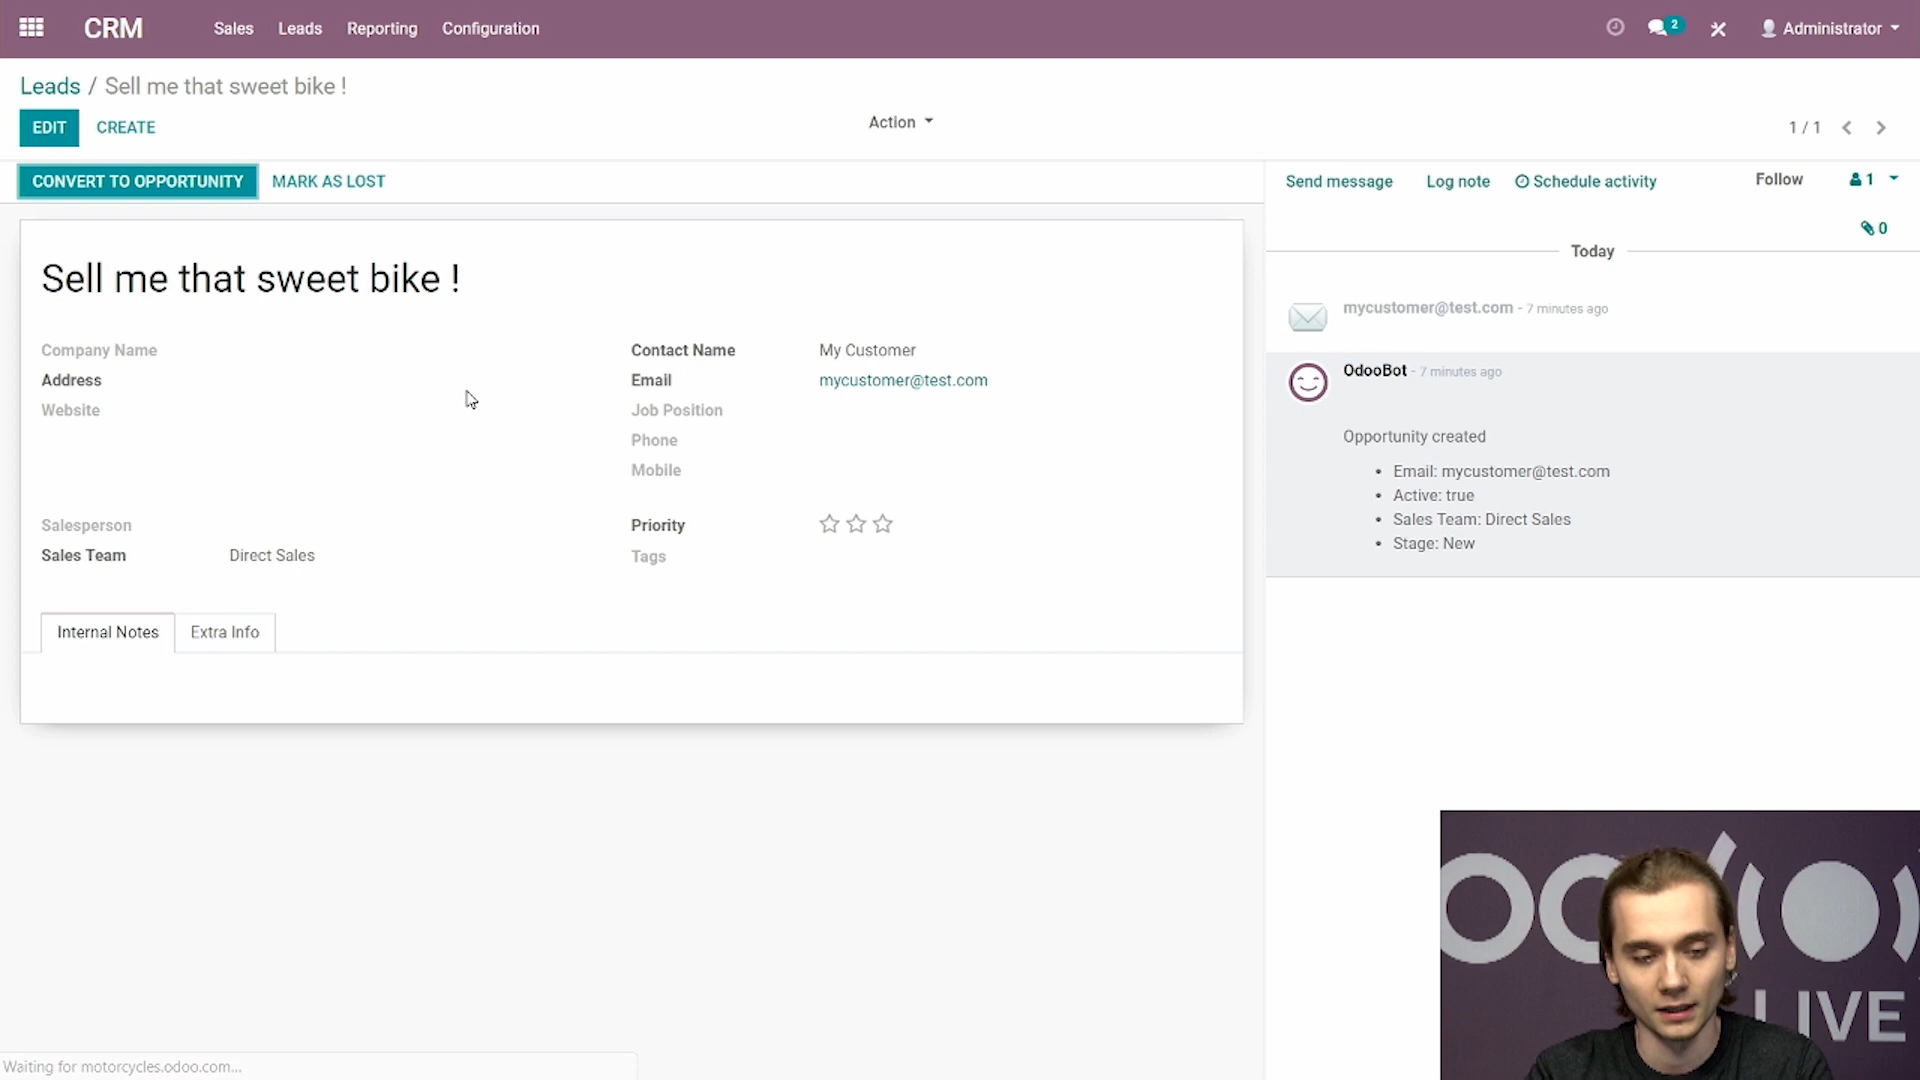 CRM Sales Leads Reporting Configuration 2 Administrator
Leads / Sell me that sweet bike !
EDIT CREATE Action 1 / 1
CONVERT TO OPPORTUNITY MARK AS LOST Send message Log note Schedule activity Follow 1
0
Today
Sell me that sweet bike !
Company Name
Address
Website
Contact Name My Customer
Email mycustomer@test.com
Job Position
Phone
Mobile
Salesperson
Sales Team Direct Sales
Priority
Tags
Internal Notes Extra Info
mycustomer@test.com - 7 minutes ago
OdooBot - 7 minutes ago
Opportunity created
• Email: mycustomer@test.com
• Active: true
• Sales Team: Direct Sales
• Stage: New
LIVE
Waiting for motorcycles.odoo.com...